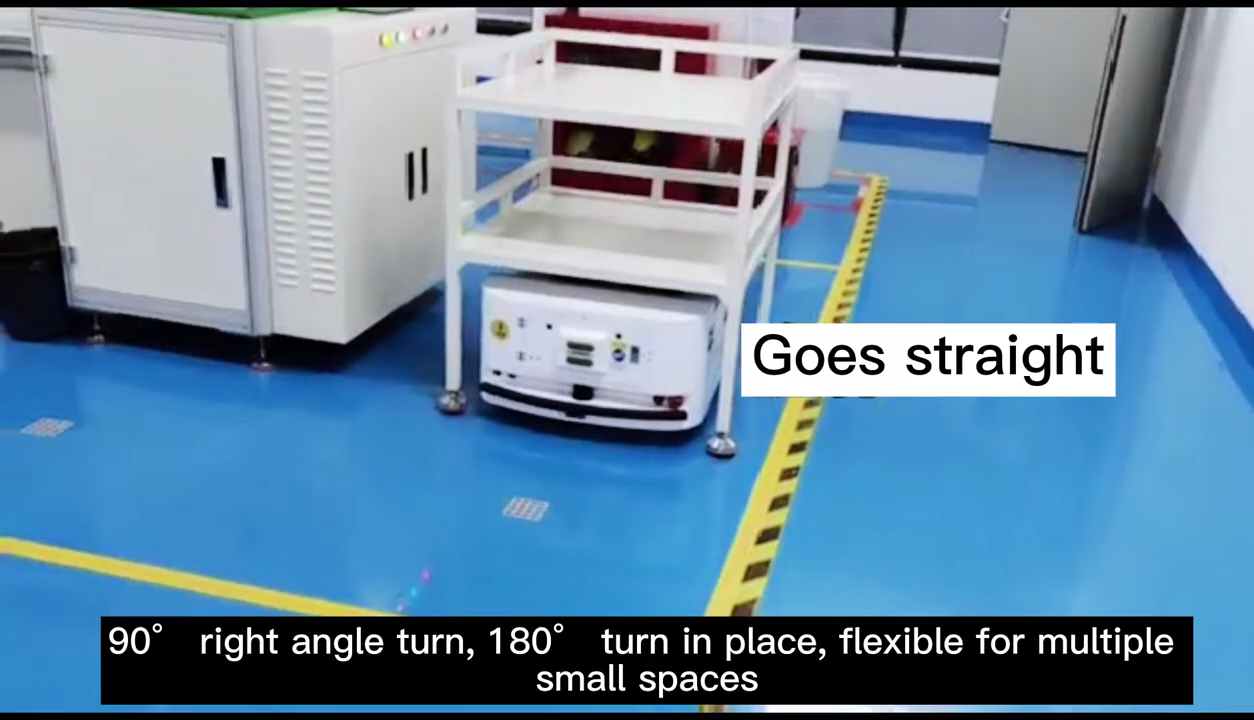 Goes straight
90° right angle turn, 180° turn in place, flexible for multiple
small spaces